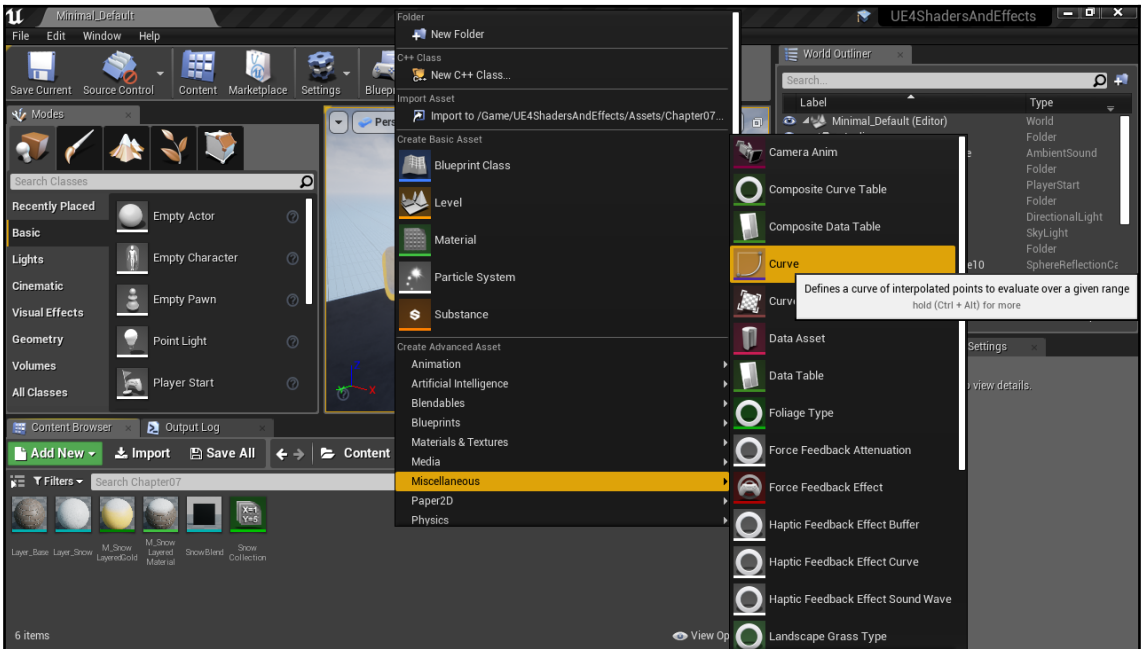 Minimal_Default
UE4ShadersAndEffects
File Edit Window Help
Save Current
Source Control
Content
Marketplace
Settings
Modes
Search Classes
Recently Placed
Basic
Lights
Cinematic
Visual Effects
Geometry
Volumes
All Classes
Empty Actor
Empty Character
Empty Pawn
Point Light
Player Start
Folder
New Folder
C++ Class
New C++ Class...
Import Asset
Import to /Game/UE4ShadersAndEffects/Assets/Chapter07...
Create Basic Asset
Blueprint Class
Level
Material
Particle System
Substance
Create Advanced Asset
Animation
Artificial Intelligence
Blendables
Blueprints
Materials & Textures
Media
Miscellaneous
Paper2D
Physics
Camera Anim
Composite Curve Table
Composite Data Table
Curve
Defines a curve of interpolated points to evaluate over a given range
hold (Ctrl + Alt) for more
Data Asset
Data Table
Foliage Type
Force Feedback Attenuation
Force Feedback Effect
Haptic Feedback Effect Buffer
Haptic Feedback Effect Curve
Haptic Feedback Effect Sound Wave
Landscape Grass Type
World Outliner
Search...
Label Type
Minimal_Default (Editor) World
Folder
AmbientSound
Folder
PlayerStart
Folder
DirectionalLight
SkyLight
Folder
SphereReflectionCa
Settings
view details.
Content Browser
Output Log
Add New Import Save All Content
Filters Search Chapter07
X=1
Y=5
Layer_Base
Layer_Snow
M_Snow
LayeredGold
M_Snow
Layered
Material
SnowBlend
Snow
Collection
6 items
View Op